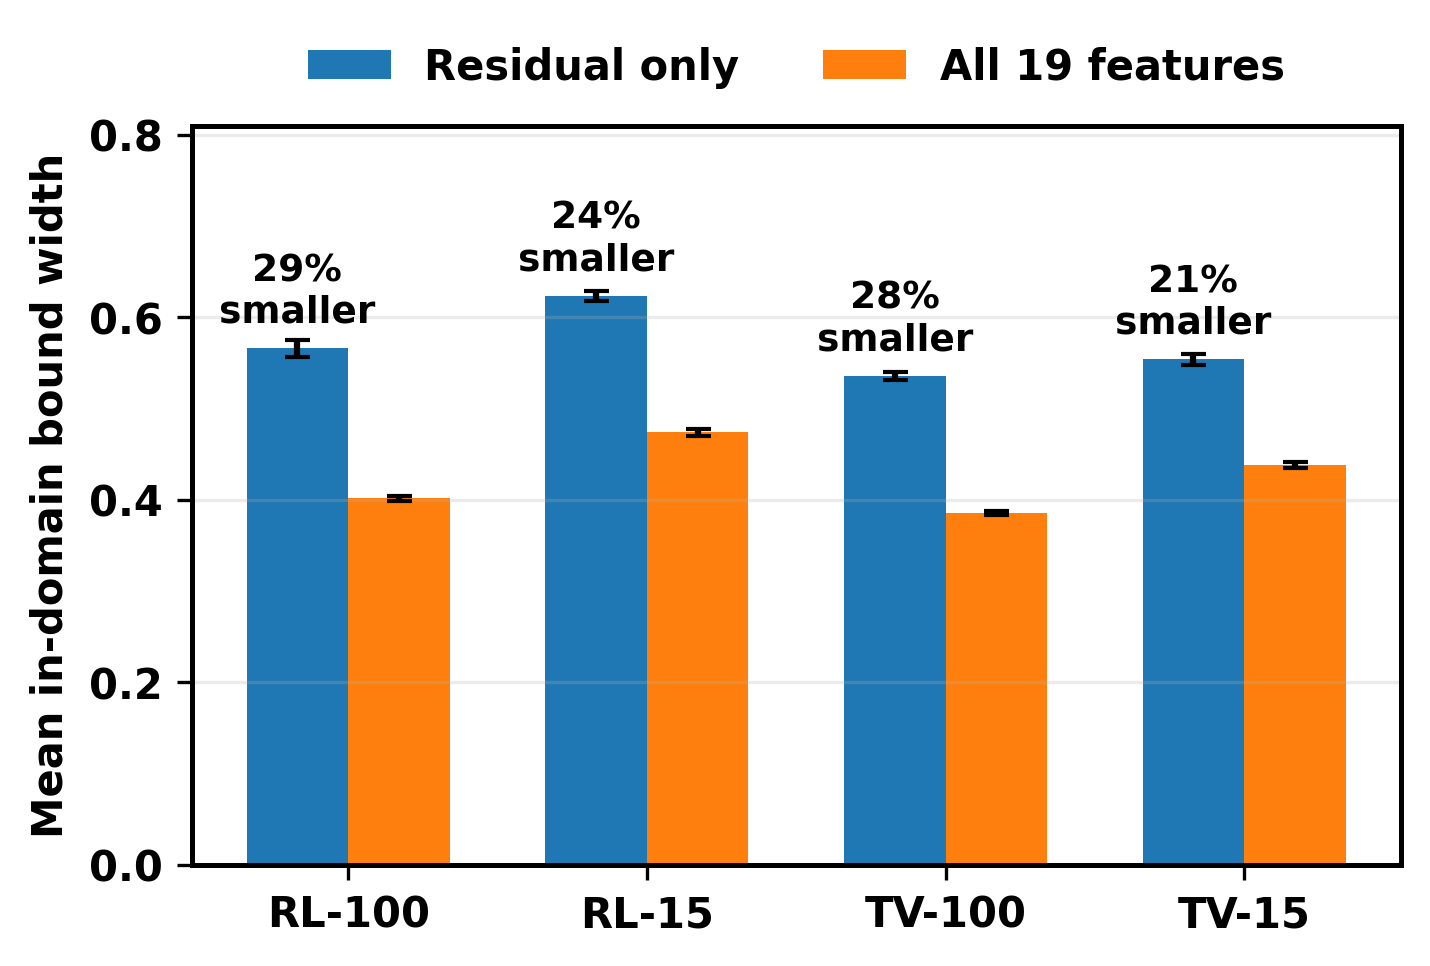 Residual only
All 19 features
Mean in-domain bound width
0.8
0.6
0.4
0.2
0.0
29%
smaller
24%
smaller
28%
smaller
21%
smaller
RL-100
RL-15
TV-100
TV-15